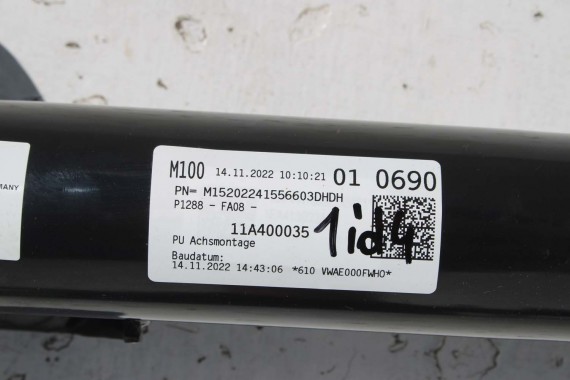 MANY
M100 14.11.2022 10:10:21 01 0690
PN= M15202241556603DHDH
P1288 - FA08 -
11A400035
1id4
PU Achsmontage
Baudatum:
14.11.2022 14:43:06 *610 VWAE000FWHO*